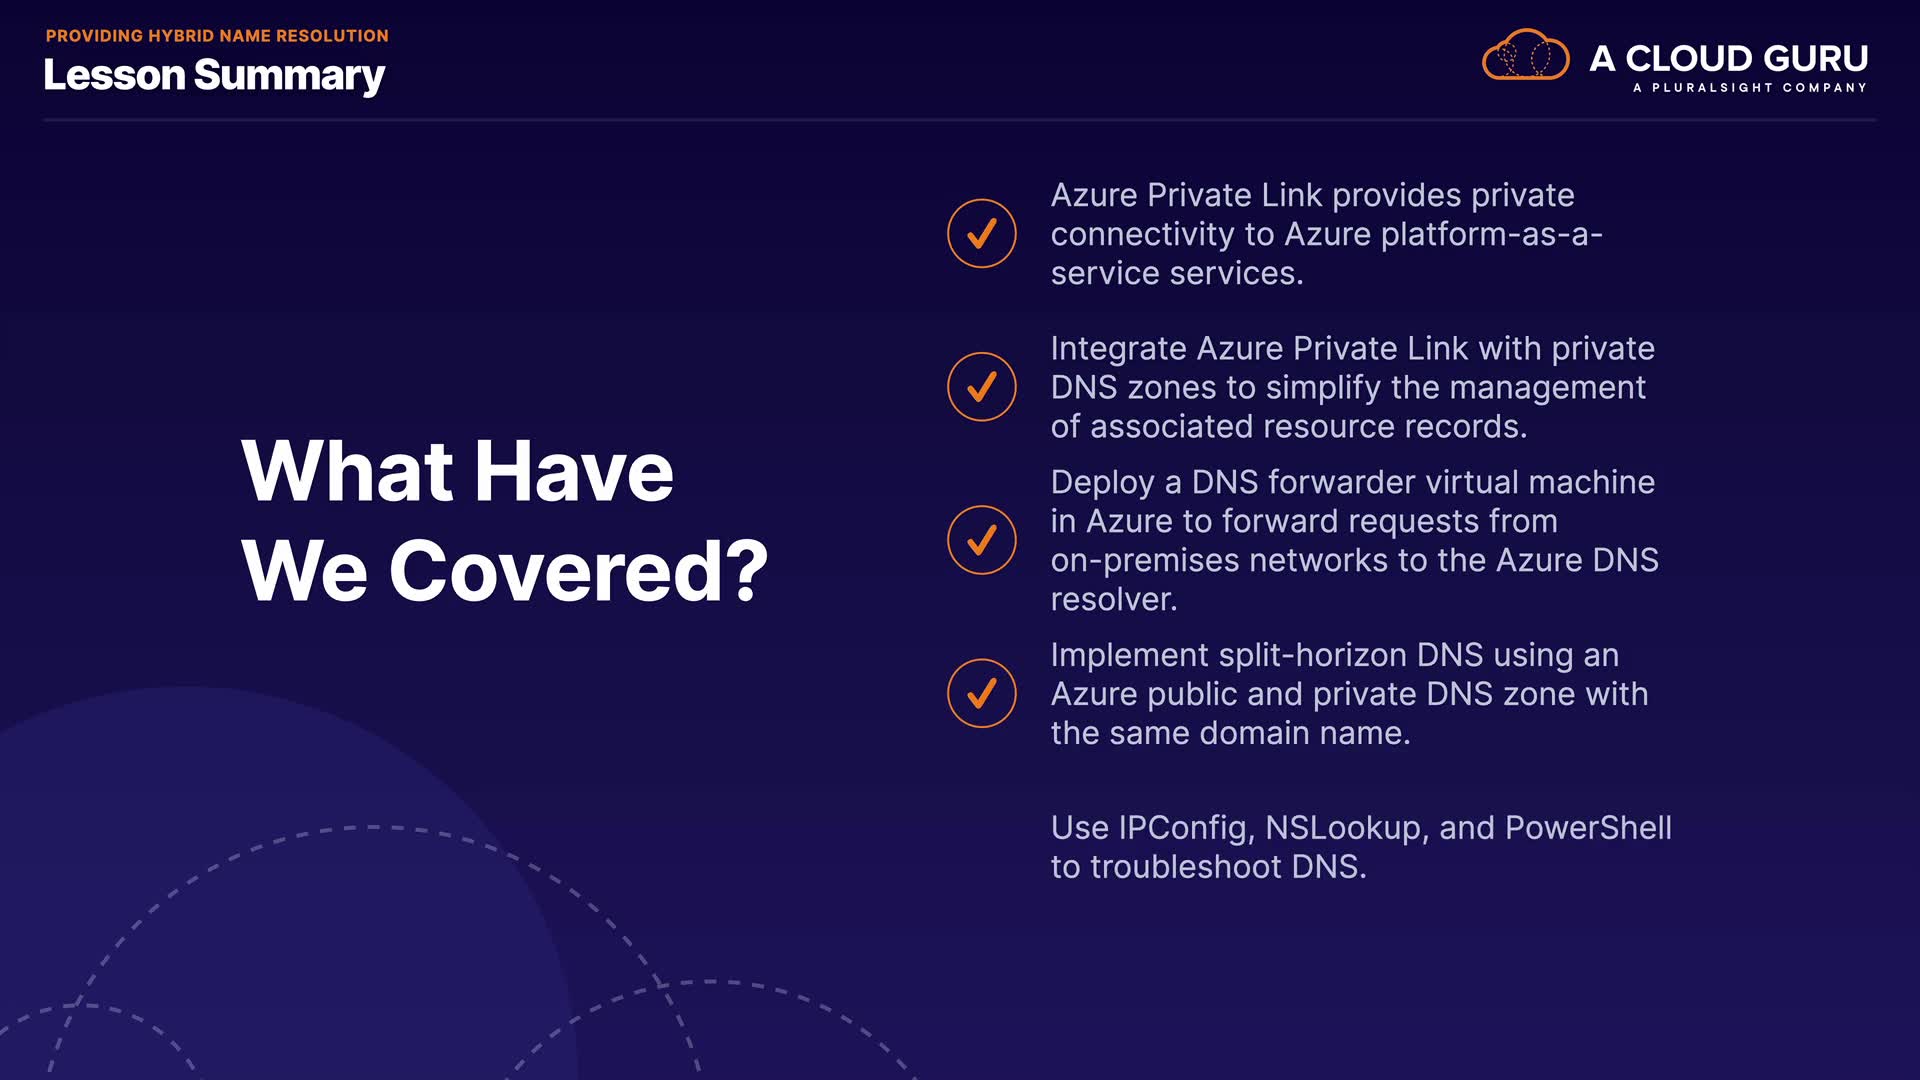 PROVIDING HYBRID NAME RESOLUTION
Lesson Summary
A CLOUD GURU
A PLURALSIGHT COMPANY
What Have
We Covered?
Azure Private Link provides private
connectivity to Azure platform-as-a-
service services.
Integrate Azure Private Link with private
DNS zones to simplify the management
of associated resource records.
Deploy a DNS forwarder virtual machine
in Azure to forward requests from
on-premises networks to the Azure DNS
resolver.
Implement split-horizon DNS using an
Azure public and private DNS zone with
the same domain name.
Use IPConfig, NSLookup, and PowerShell
to troubleshoot DNS.